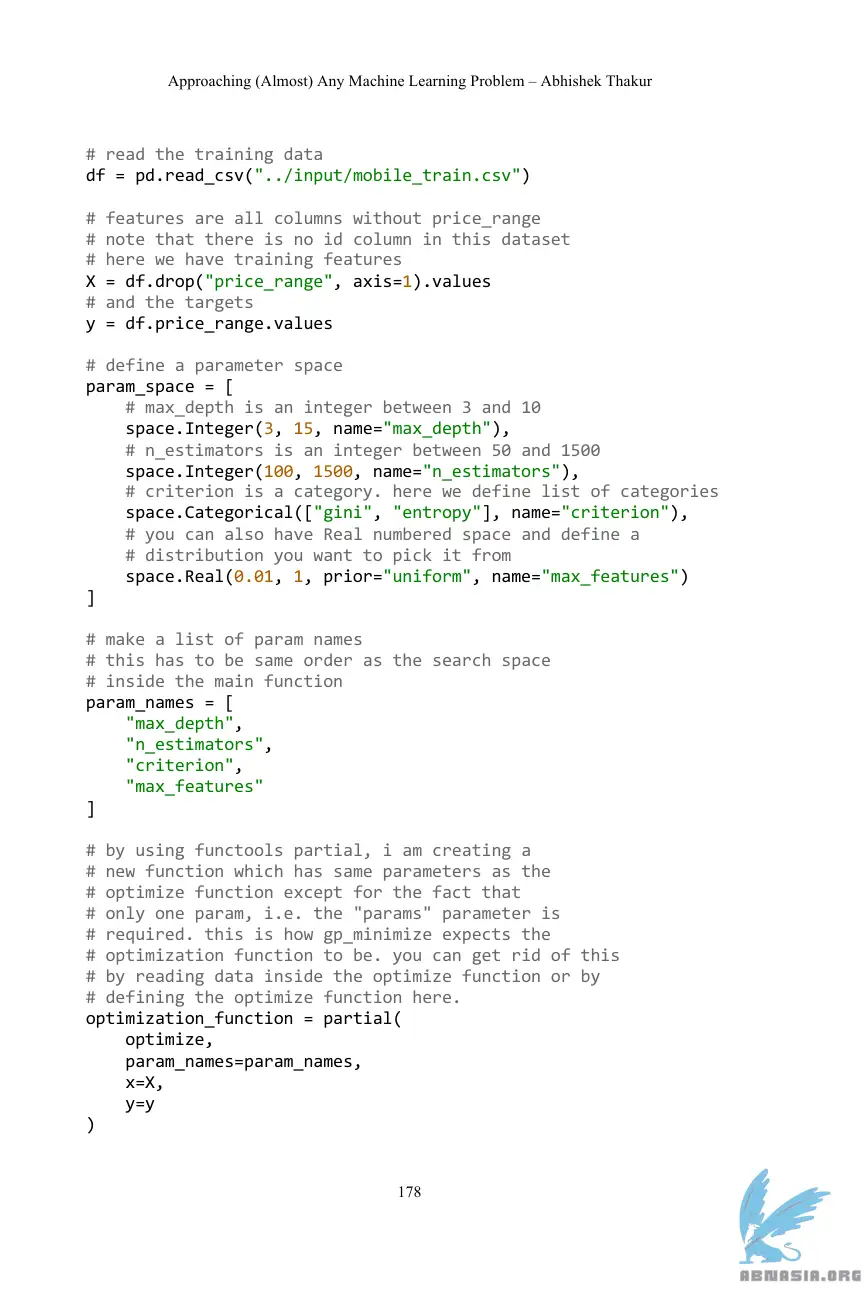 Approaching (Almost) Any Machine Learning Problem – Abhishek Thakur
# read the training data
df = pd.read_csv("../input/mobile_train.csv")
# features are all columns without price_range
# note that there is no id column in this dataset
# here we have training features
X = df.drop("price_range", axis=1).values
# and the targets
y = df.price_range.values
# define a parameter space
param_space = [
    # max_depth is an integer between 3 and 10
    space.Integer(3, 15, name="max_depth"),
    # n_estimators is an integer between 50 and 1500
    space.Integer(100, 1500, name="n_estimators"),
    # criterion is a category. here we define list of categories
    space.Categorical(["gini", "entropy"], name="criterion"),
    # you can also have Real numbered space and define a
    # distribution you want to pick it from
    space.Real(0.01, 1, prior="uniform", name="max_features")
]
# make a list of param names
# this has to be same order as the search space
# inside the main function
param_names = [
    "max_depth",
    "n_estimators",
    "criterion",
    "max_features"
]
# by using functools partial, i am creating a
# new function which has same parameters as the
# optimize function except for the fact that
# only one param, i.e. the "params" parameter is
# required. this is how gp_minimize expects the
# optimization function to be. you can get rid of this
# by reading data inside the optimize function or by
# defining the optimize function here.
optimization_function = partial(
    optimize,
    param_names=param_names,
    x=X,
    y=y
)
178
ABNASIA.ORG